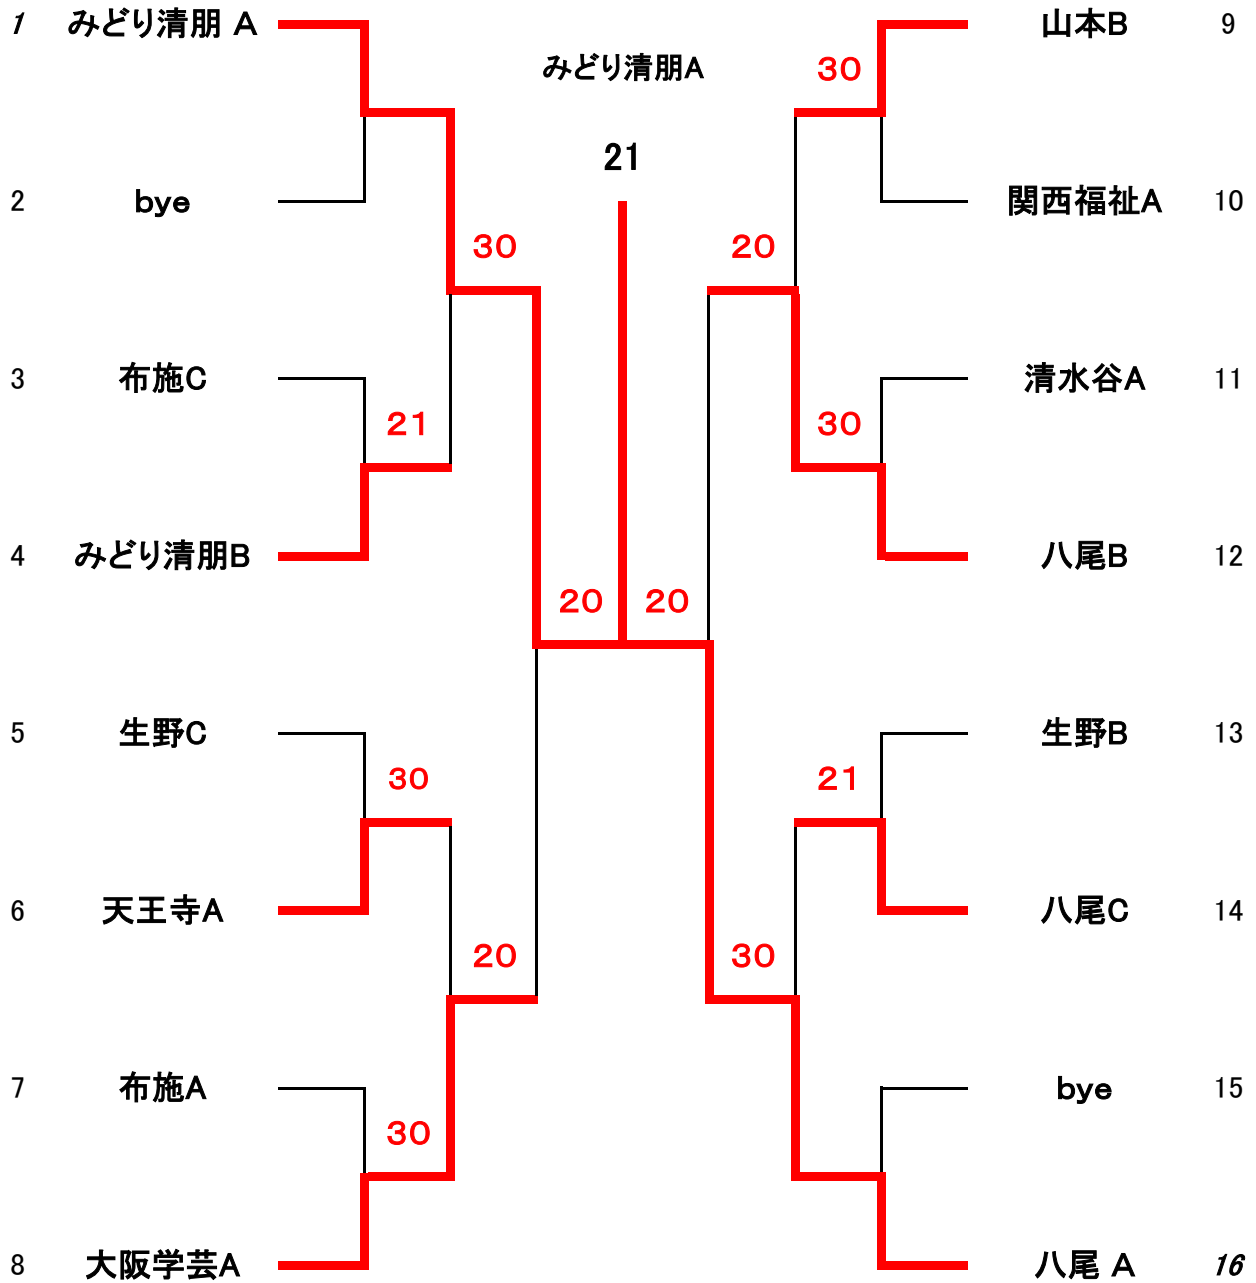 1 みどり清朋 A
山本B 9
みどり清朋A
30
21
2 bye
関西福祉A 10
30
20
3 布施C
清水谷A 11
21
30
4 みどり清朋B
八尾B 12
20
20
5 生野C
生野B 13
30
21
6 天王寺A
八尾C 14
20
30
7 布施A
bye 15
30
8 大阪学芸A
八尾 A 16